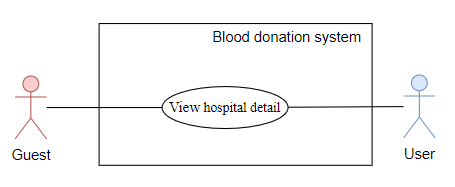 Blood donation system
View hospital detail
Guest
User